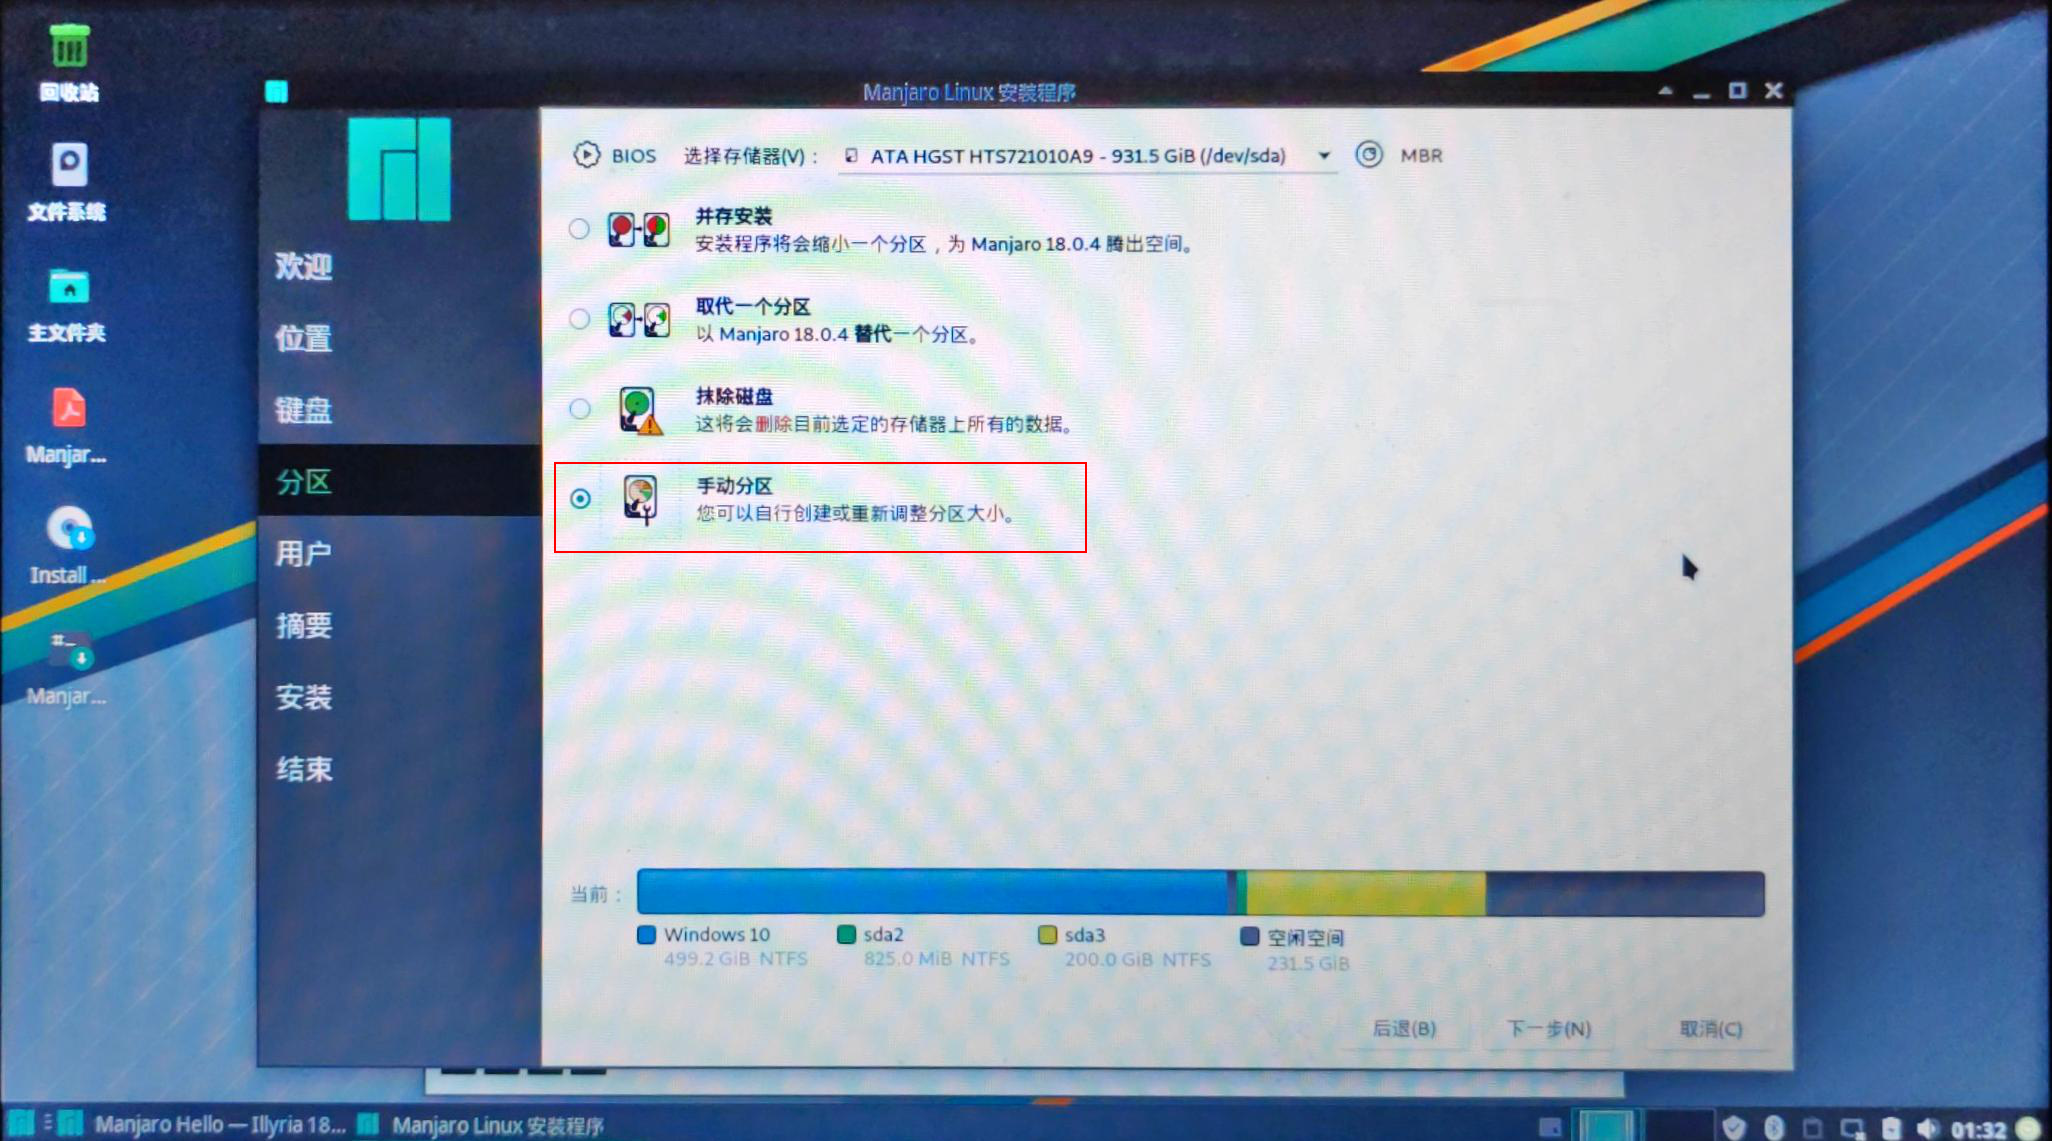 回收站
文件系统
主文件夹
Manjar...
Install ...
Manjar...
Manjaro Linux 安装程序
欢迎
位置
键盘
分区
用户
摘要
安装
结束
BIOS 选择存储器(V)： ATA HGST HTS721010A9 - 931.5 GiB (/dev/sda) MBR
并存安装
安装程序将会缩小一个分区，为 Manjaro 18.0.4 腾出空间。
取代一个分区
以 Manjaro 18.0.4 替代一个分区。
抹除磁盘
这将会删除目前选定的存储器上所有的数据。
手动分区
您可以自行创建或重新调整分区大小。
当前：
Windows 10
499.2 GiB NTFS
sda2
825.0 MiB NTFS
sda3
200.0 GiB NTFS
空闲空间
231.5 GiB
后退(B) 下一步(N) 取消(C)
Manjaro Hello — Illyria 18... Manjaro Linux 安装程序 01:32